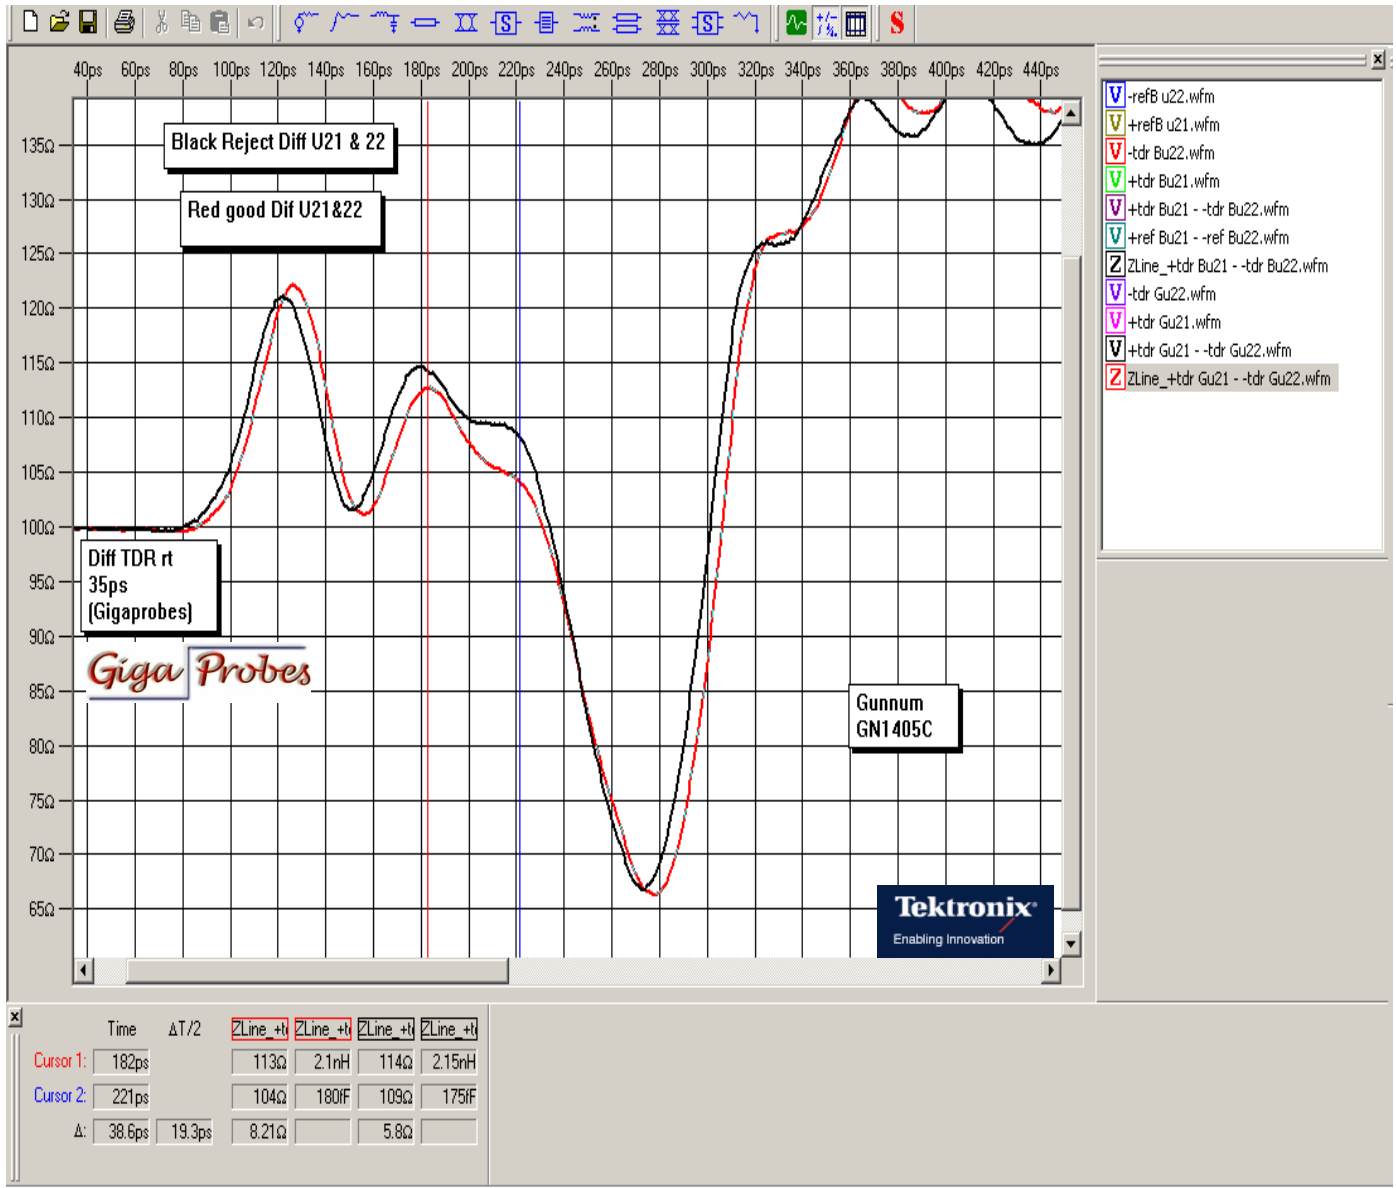 S S S
40ps 60ps 80ps 100ps 120ps 140ps 160ps 180ps 200ps 220ps 240ps 260ps 280ps 300ps 320ps 340ps 360ps 380ps 400ps 420ps 440ps
135Ω
130Ω
125Ω
120Ω
115Ω
110Ω
105Ω
100Ω
95Ω
90Ω
85Ω
80Ω
75Ω
70Ω
65Ω
Black Reject Diff U21 & 22
Red good Dif U21&22
Diff TDR rt
35ps
(Gigaprobes)
Giga Probes
Gunnum
GN1405C
Tektronix
Enabling Innovation
V -refB u22.wfm
V +refB u21.wfm
V -tdr Bu22.wfm
V +tdr Bu21.wfm
V +tdr Bu21 - -tdr Bu22.wfm
V +ref Bu21 - -ref Bu22.wfm
Z ZLine_+tdr Bu21 - -tdr Bu22.wfm
V -tdr Gu22.wfm
V +tdr Gu21.wfm
V +tdr Gu21 - -tdr Gu22.wfm
Z ZLine_+tdr Gu21 - -tdr Gu22.wfm
Time ΔT/2 ZLine_+t ZLine_+t ZLine_+t ZLine_+t
Cursor 1: 182ps 113Ω 2.1nH 114Ω 2.15nH
Cursor 2: 221ps 104Ω 180fF 109Ω 175fF
Δ: 38.6ps 19.3ps 8.21Ω 5.8Ω